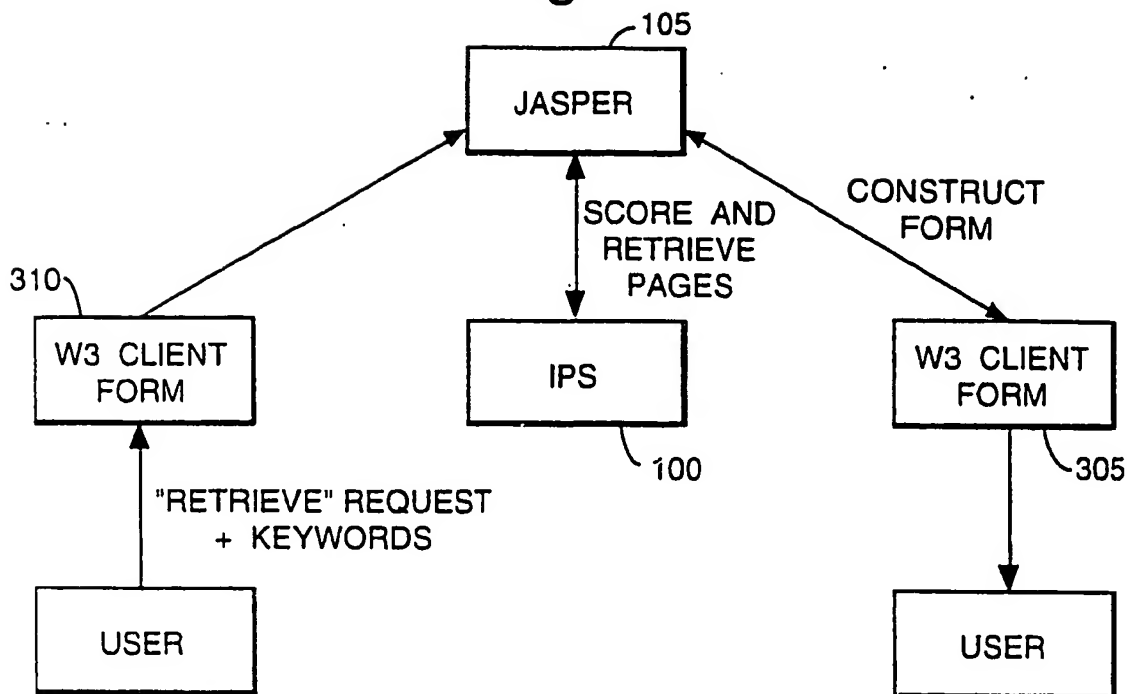 105
JASPER
CONSTRUCT
FORM
SCORE AND
RETRIEVE
PAGES
310
W3 CLIENT
FORM
IPS
W3 CLIENT
FORM
100
305
"RETRIEVE" REQUEST
+ KEYWORDS
USER
USER